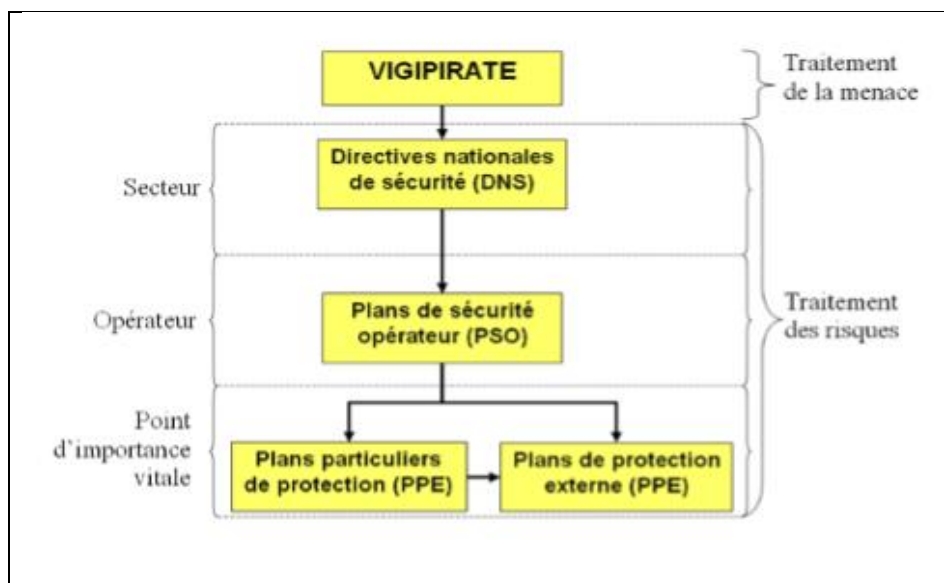 VIGIPIRATE
Traitement
de la menace
Directives nationales
de sécurité (DNS)
Secteur
Plans de sécurité
opérateur (PSO)
Opérateur
Traitement
des risques
Point
d'importance
vitale
Plans particuliers
de protection (PPE)
Plans de protection
externe (PPE)